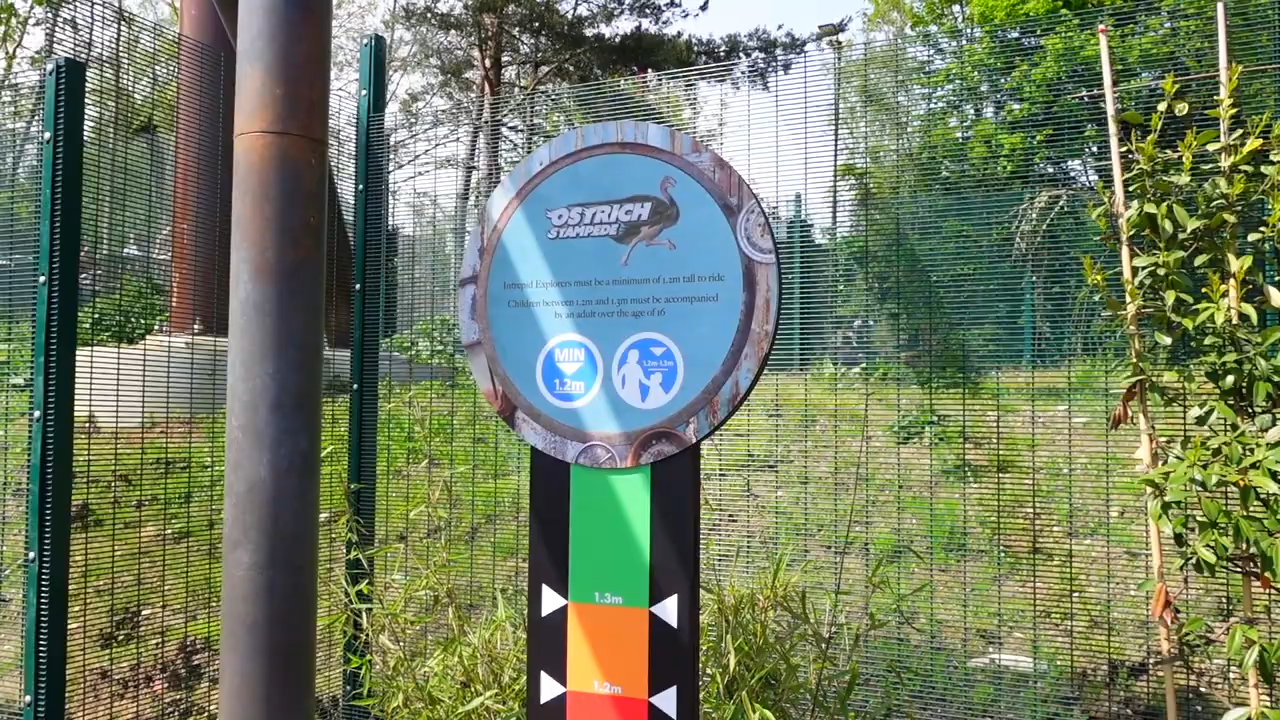 OSTRICH
STAMPEDE
Intrepid Explorers must be a minimum of 1.2m tall to ride
Children between 1.2m and 1.3m must be accompanied
by an adult over the age of 16
MIN
1.2m
1.2m-1.3m
1.3m
1.2m